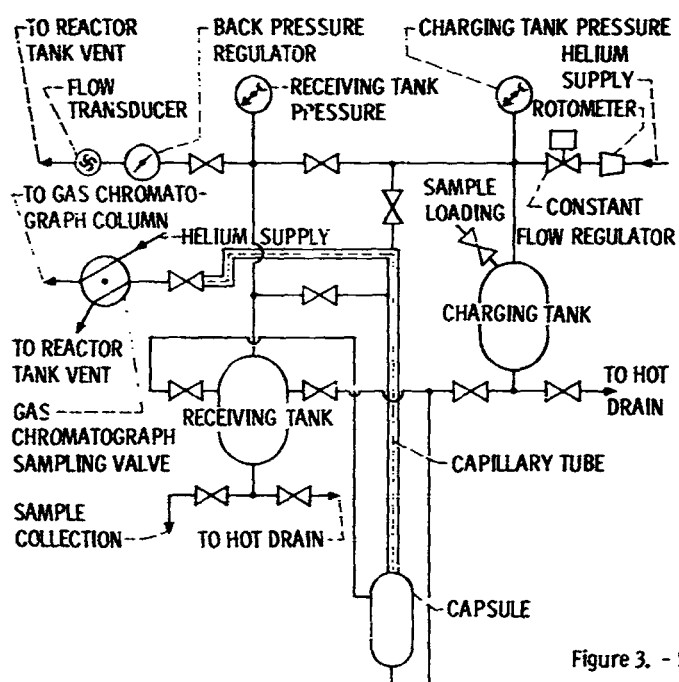 TO REACTOR
TANK VENT
BACK PRESSURE
REGULATOR
CHARGING TANK PRESSURE
HELIUM
SUPPLY
ROTOMETER
FLOW
TRANSDUCER
RECEIVING TANK
PRESSURE
TO GAS CHROMATO-
GRAPH COLUMN
SAMPLE
LOADING
CONSTANT
FLOW REGULATOR
HELIUM SUPPLY
CHARGING TANK
TO REACTOR
TANK VENT
TO HOT
DRAIN
GAS
CHROMATOGRAPH
SAMPLING VALVE
RECEIVING TANK
CAPILLARY TUBE
SAMPLE
COLLECTION
TO HOT DRAIN
CAPSULE
Figure 3. -